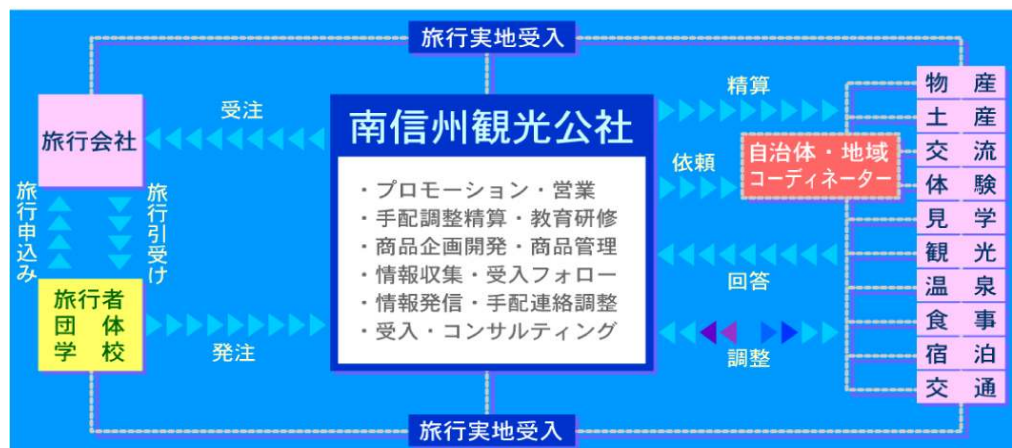 旅行実地受入
旅行会社
受注
南信州観光公社
・プロモーション・営業
・手配調整精算・教育研修
・商品企画開発・商品管理
・情報収集・受入フォロー
・情報発信・手配連絡調整
・受入・コンサルティング
精算
依頼
自治体・地域
コーディネーター
回答
調整
物産
土産
交流
体験
見学
観光
温泉
食事
宿泊
交通
旅行申込み
旅行引受け
旅行者
団体
学校
発注
旅行実地受入